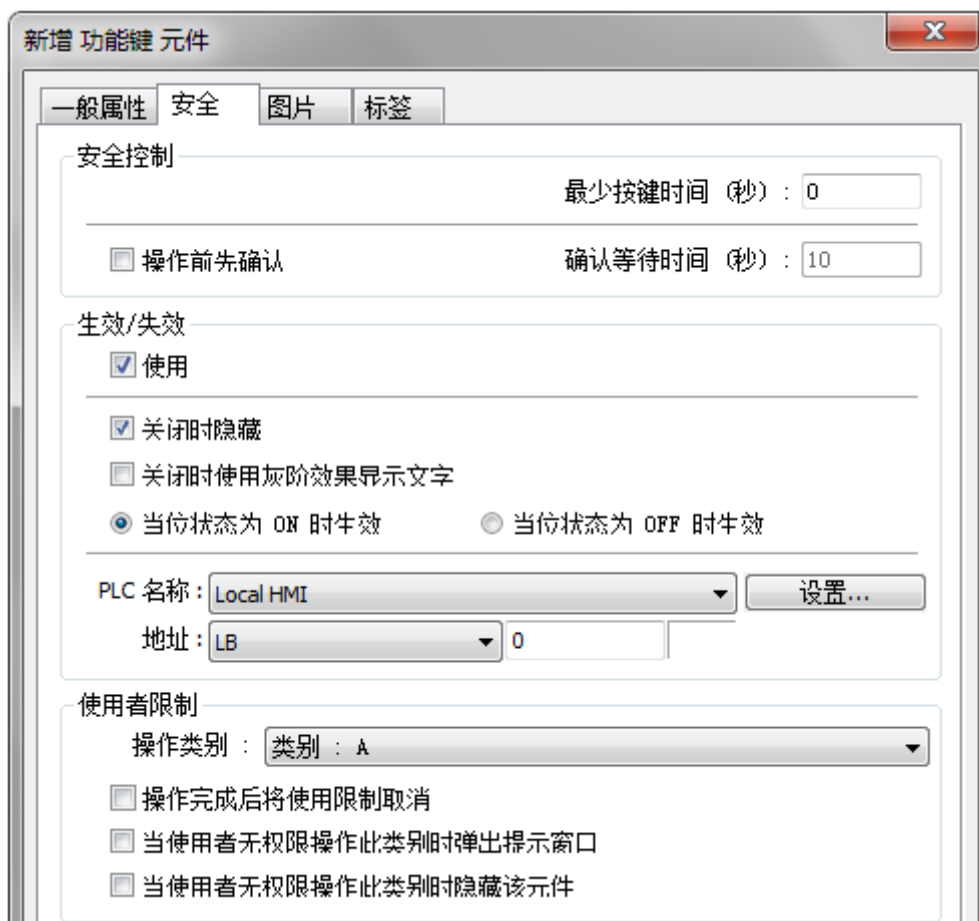 新增 功能键 元件
一般属性 安全 图片 标签
安全控制
最少按键时间 (秒) : 0
操作前先确认 确认等待时间 (秒) : 10
生效/失效
使用
关闭时隐藏
关闭时使用灰阶效果显示文字
当位状态为 ON 时生效 当位状态为 OFF 时生效
PLC 名称 : Local HMI 设置...
地址 : LB 0
使用者限制
操作类别 : 类别 : A
操作完成后将使用限制取消
当使用者无权限操作此类别时弹出提示窗口
当使用者无权限操作此类别时隐藏该元件